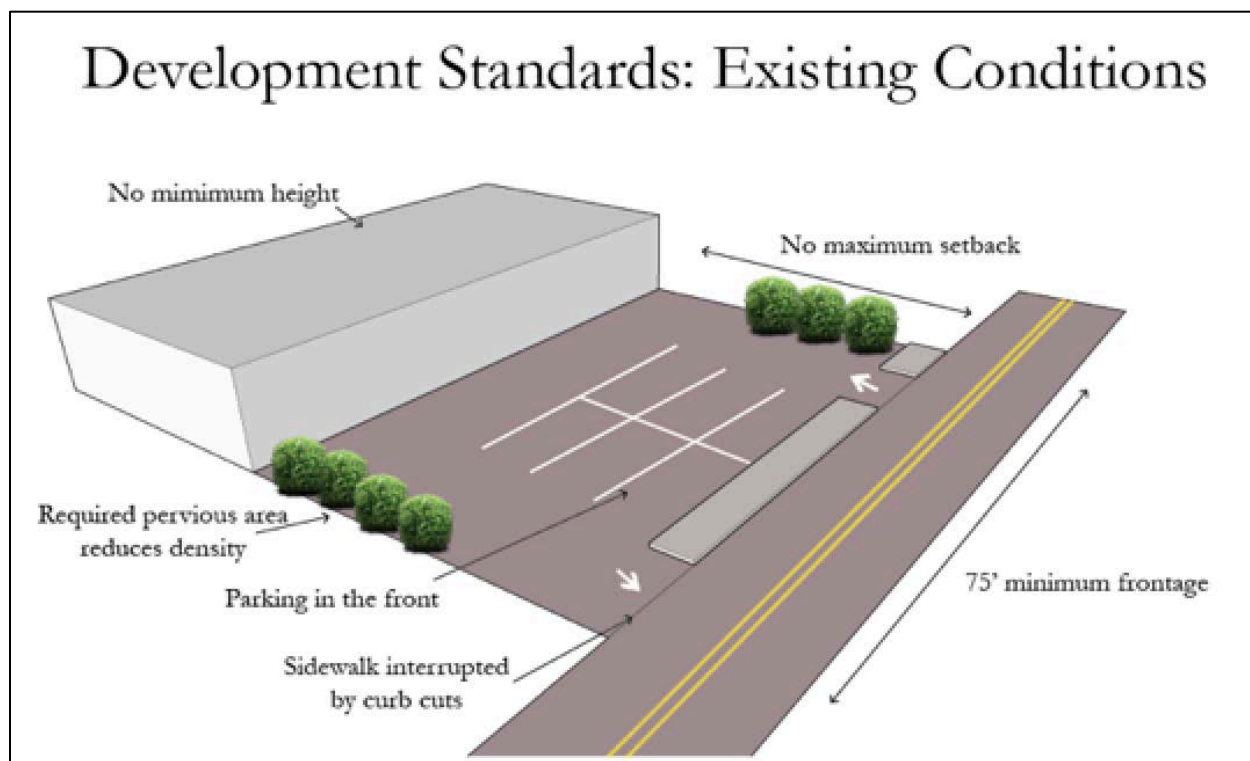 Development Standards: Existing Conditions
No mimimum height
No maximum setback
Required pervious area
reduces density
Parking in the front
75' minimum frontage
Sidewalk interrupted
by curb cuts